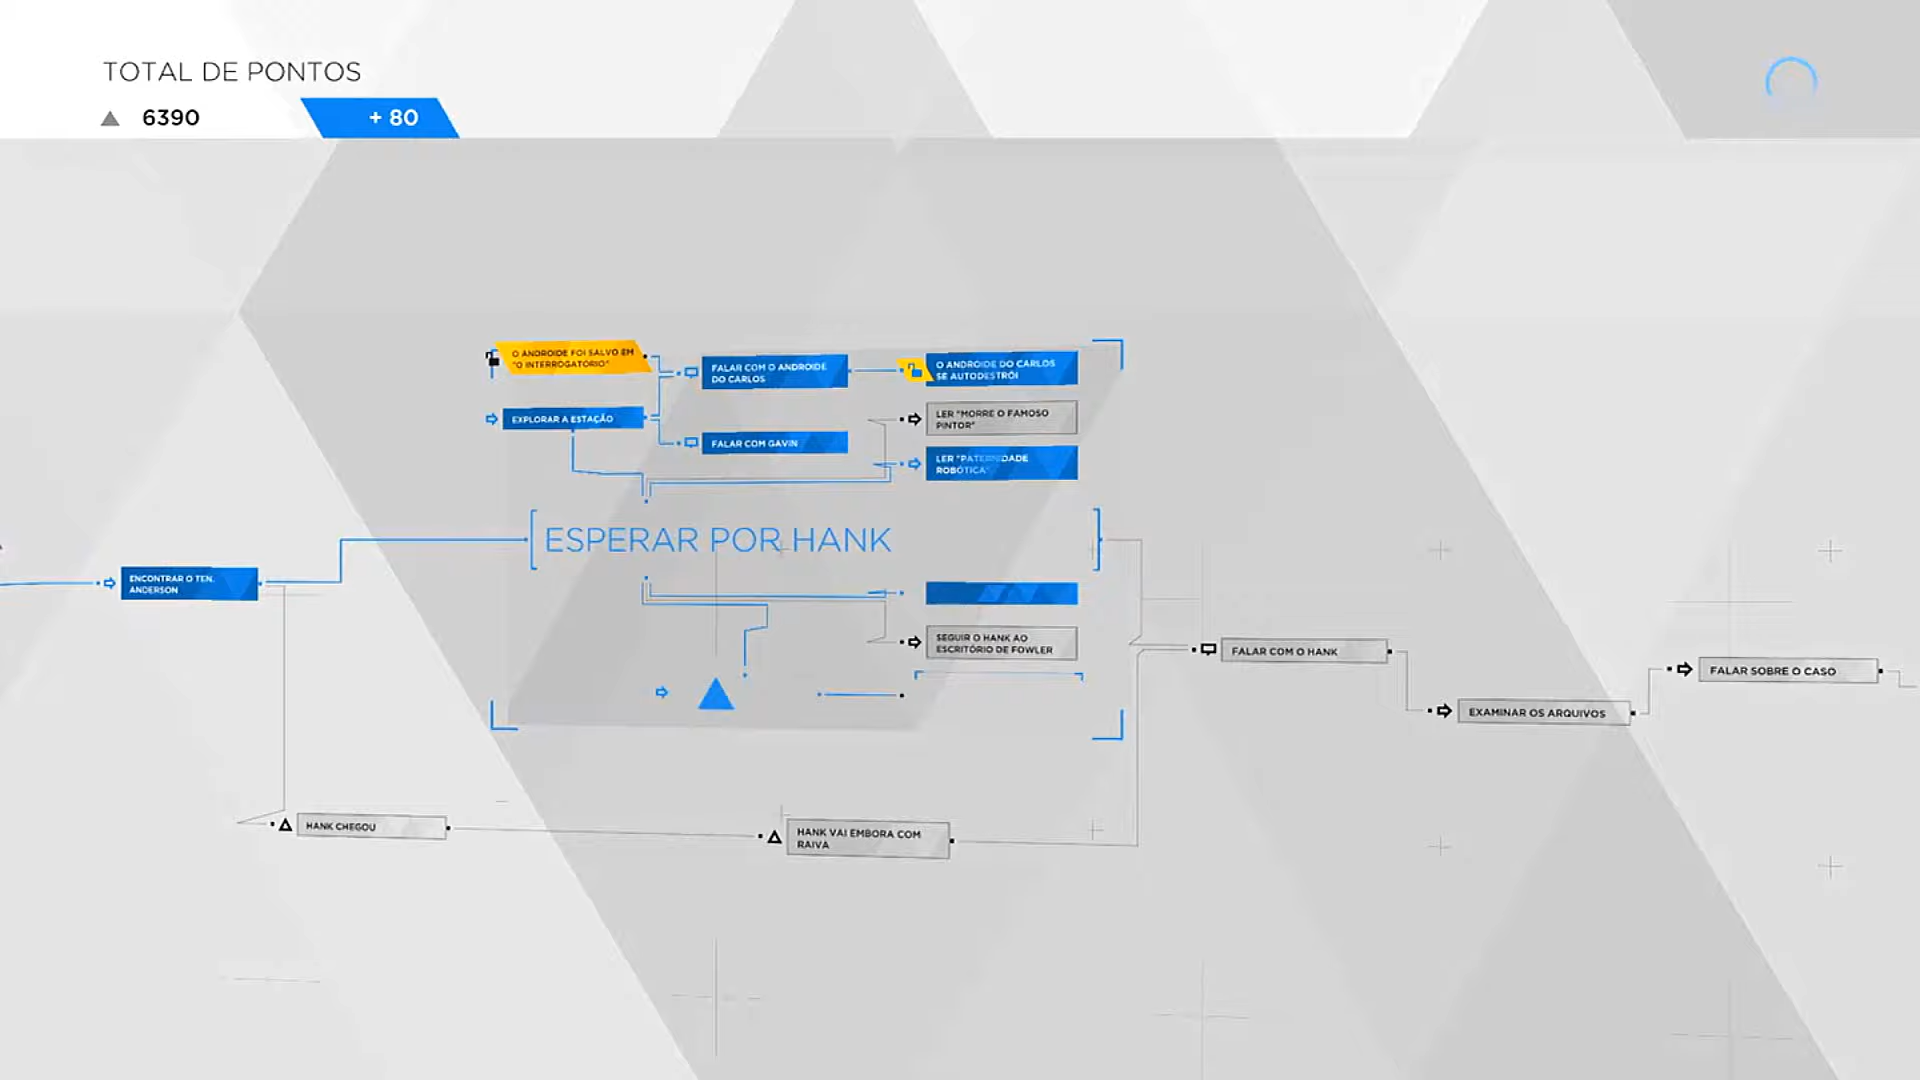 TOTAL DE PONTOS
6390
+ 80
O ANDROIDE FOI SALVO EM
"O INTERROGATÓRIO"
FALAR COM O ANDROIDE
DO CARLOS
O ANDROIDE DO CARLOS
SE AUTODESTRÓI
EXPLORAR A ESTAÇÃO
LER "MORRE O FAMOSO
PINTOR"
FALAR COM GAVIN
LER "PATERNIDADE
ROBÓTICA"
ESPERAR POR HANK
ENCONTRAR O TEN.
ANDERSON
SEGUIR O HANK AO
ESCRITÓRIO DE FOWLER
FALAR COM O HANK
FALAR SOBRE O CASO
EXAMINAR OS ARQUIVOS
HANK CHEGOU
HANK VAI EMBORA COM
RAIVA